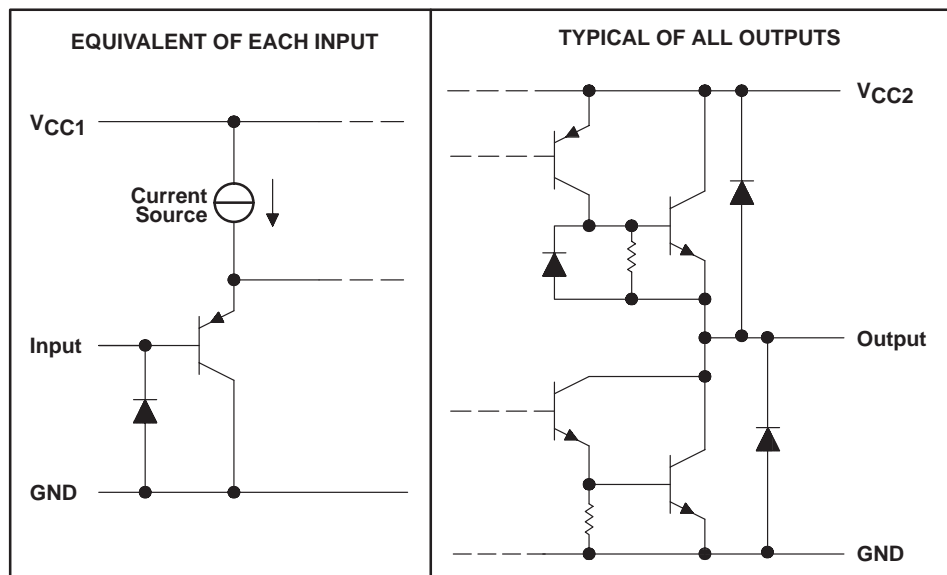 EQUIVALENT OF EACH INPUT
VCC1
Current
Source
Input
GND
TYPICAL OF ALL OUTPUTS
VCC2
Output
GND